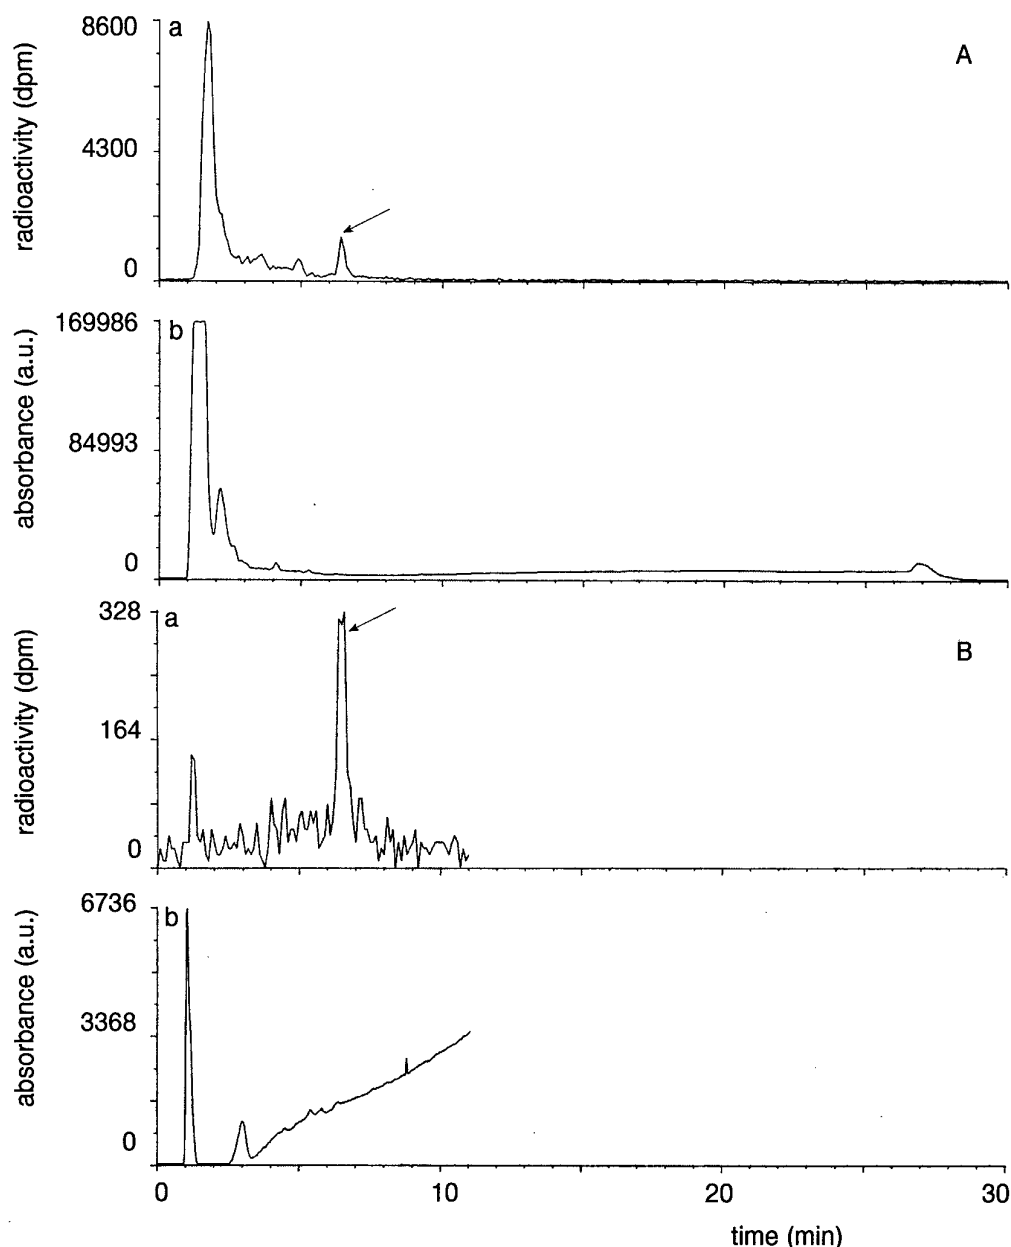 8600
a
A
radioactivity (dpm)
4300
0
169986
b
absorbance (a.u.)
84993
0
328
a
B
radioactivity (dpm)
164
0
6736
b
absorbance (a.u.)
3368
0
0
10
20
30
time (min)